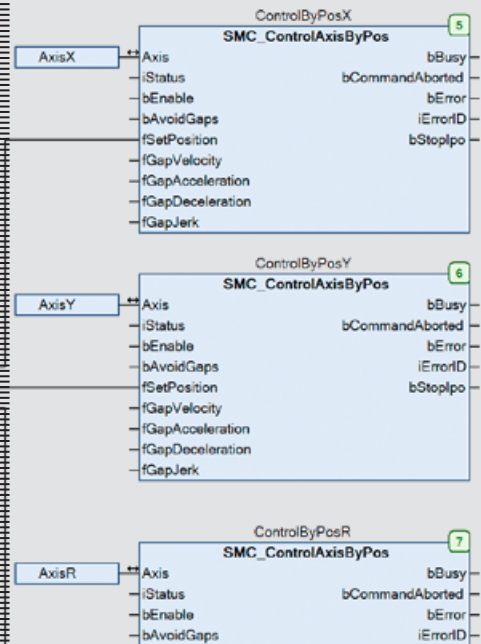 ControlByPosX
5
SMC_ControlAxisByPos
AxisX
Axis bBusy
iStatus bCommandAborted
bEnable bError
bAvoidGaps iErrorID
fSetPosition bStopIpo
fGapVelocity
fGapAcceleration
fGapDeceleration
fGapJerk
ControlByPosY
6
SMC_ControlAxisByPos
AxisY
Axis bBusy
iStatus bCommandAborted
bEnable bError
bAvoidGaps iErrorID
fSetPosition bStopIpo
fGapVelocity
fGapAcceleration
fGapDeceleration
fGapJerk
ControlByPosR
7
SMC_ControlAxisByPos
AxisR
Axis bBusy
iStatus bCommandAborted
bEnable bError
bAvoidGaps iErrorID